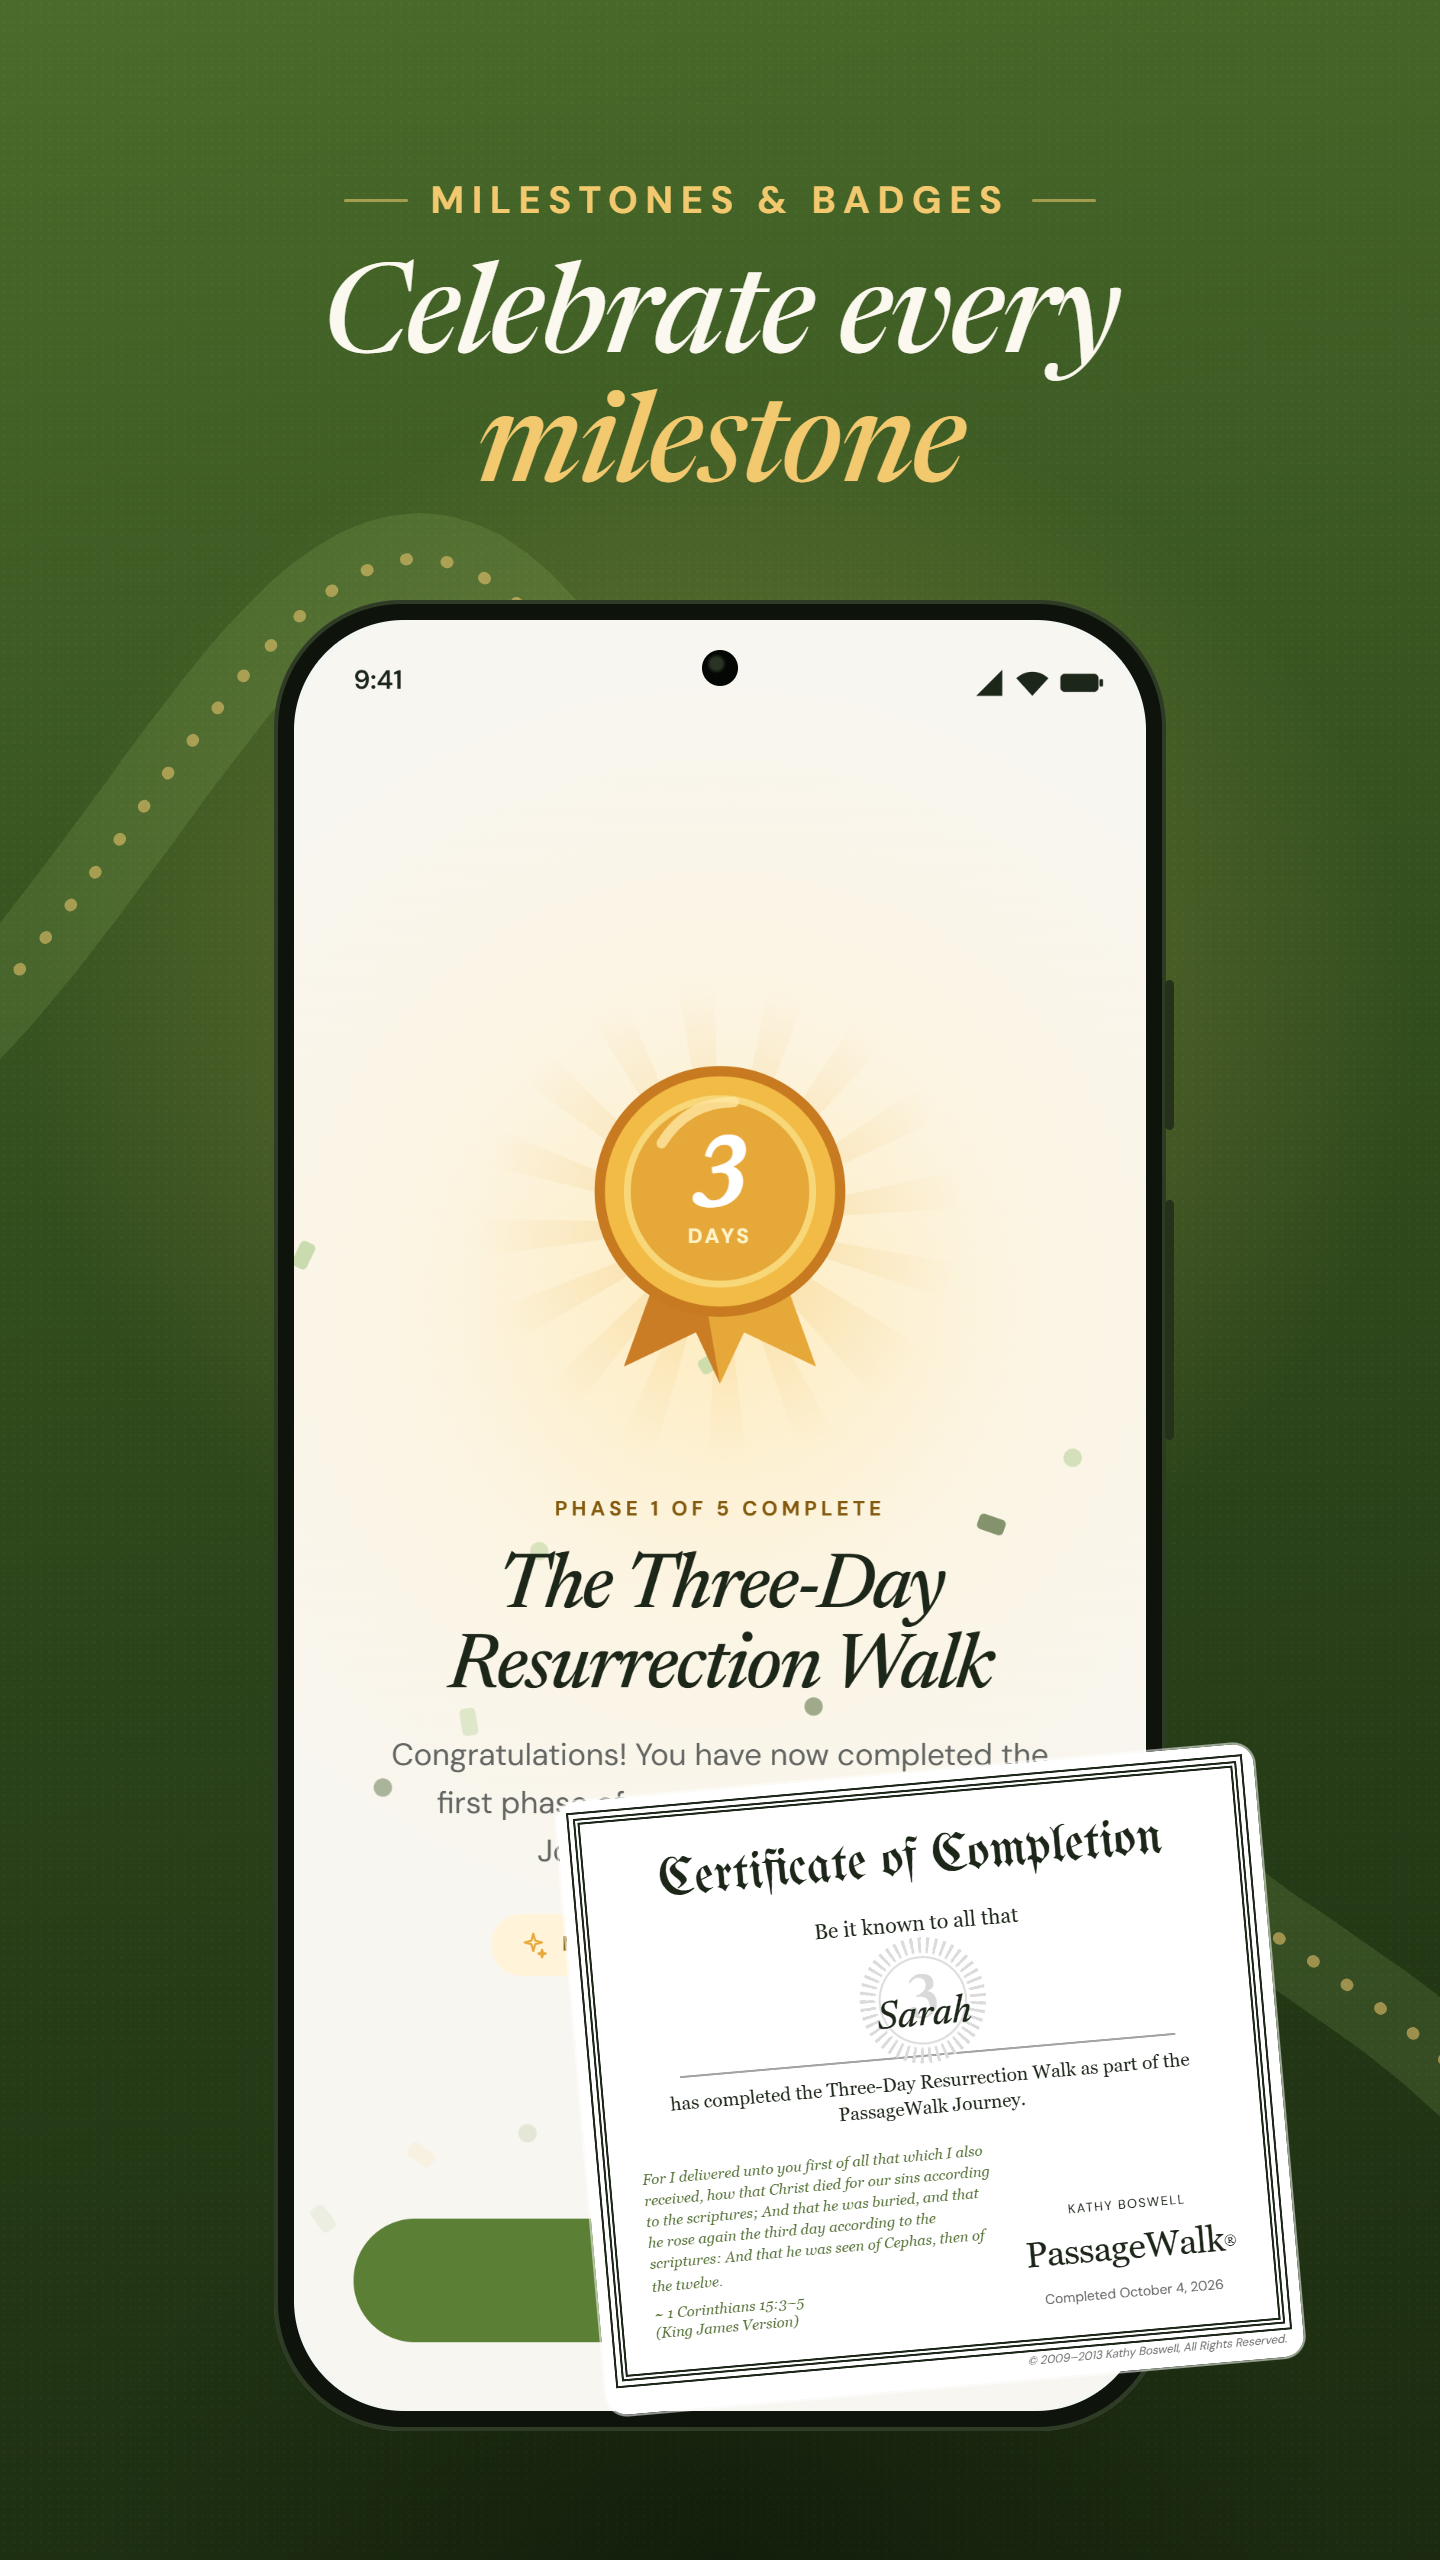 MILESTONES & BADGES
Celebrate every
milestone
9:41
3
DAYS
PHASE 1 OF 5 COMPLETE
The Three-Day
Resurrection Walk
Congratulations! You have now completed the
first phase of
Certificate of Completion
Be it known to all that
3
Sarah
has completed the Three-Day Resurrection Walk as part of the
PassageWalk Journey.
For I delivered unto you first of all that which I also
received, how that Christ died for our sins according
to the scriptures; And that he was buried, and that
he rose again the third day according to the
scriptures: And that he was seen of Cephas, then of
the twelve.
~ 1 Corinthians 15:3–5
(King James Version)
KATHY BOSWELL
PassageWalk®
Completed October 4, 2026
© 2009–2013 Kathy Boswell, All Rights Reserved.